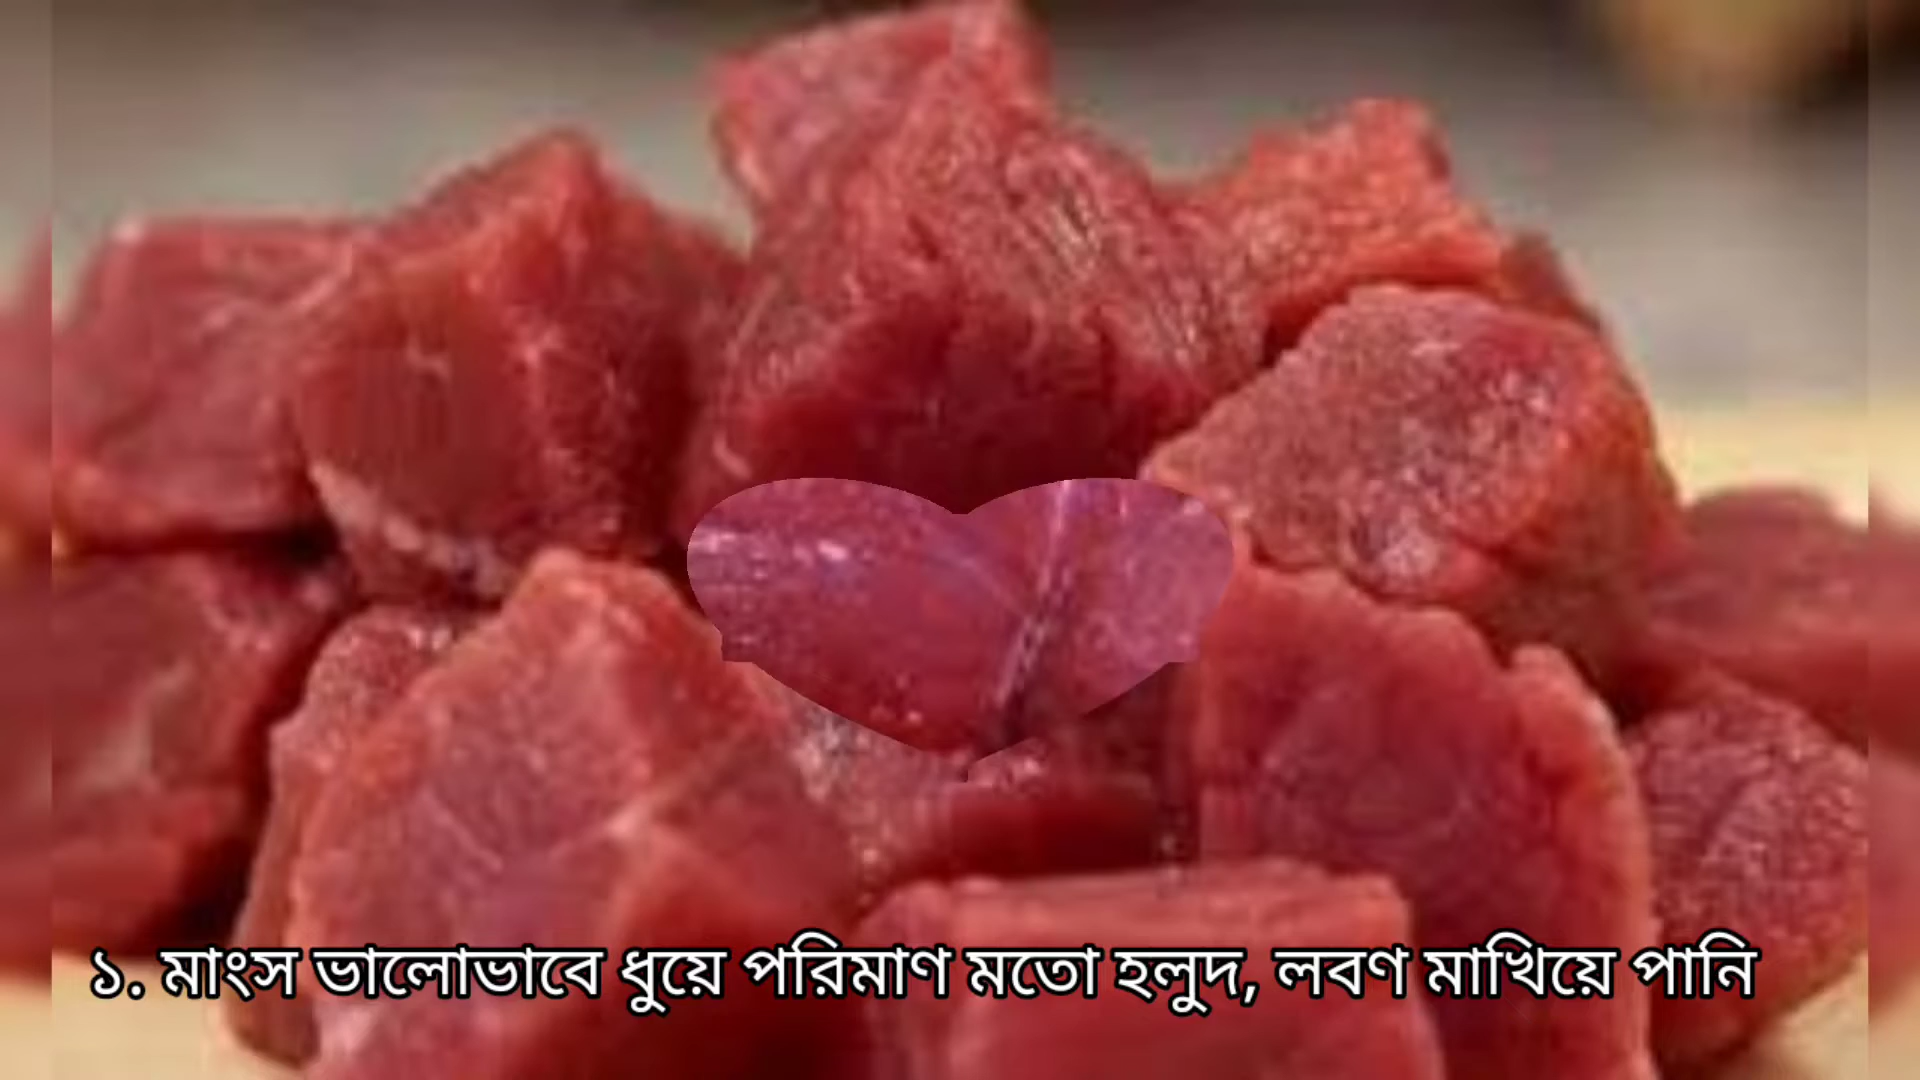 ১. মাংস ভালোভাবে ধুয়ে পরিমাণ মতো হলুদ, লবণ মাখিয়ে পানি